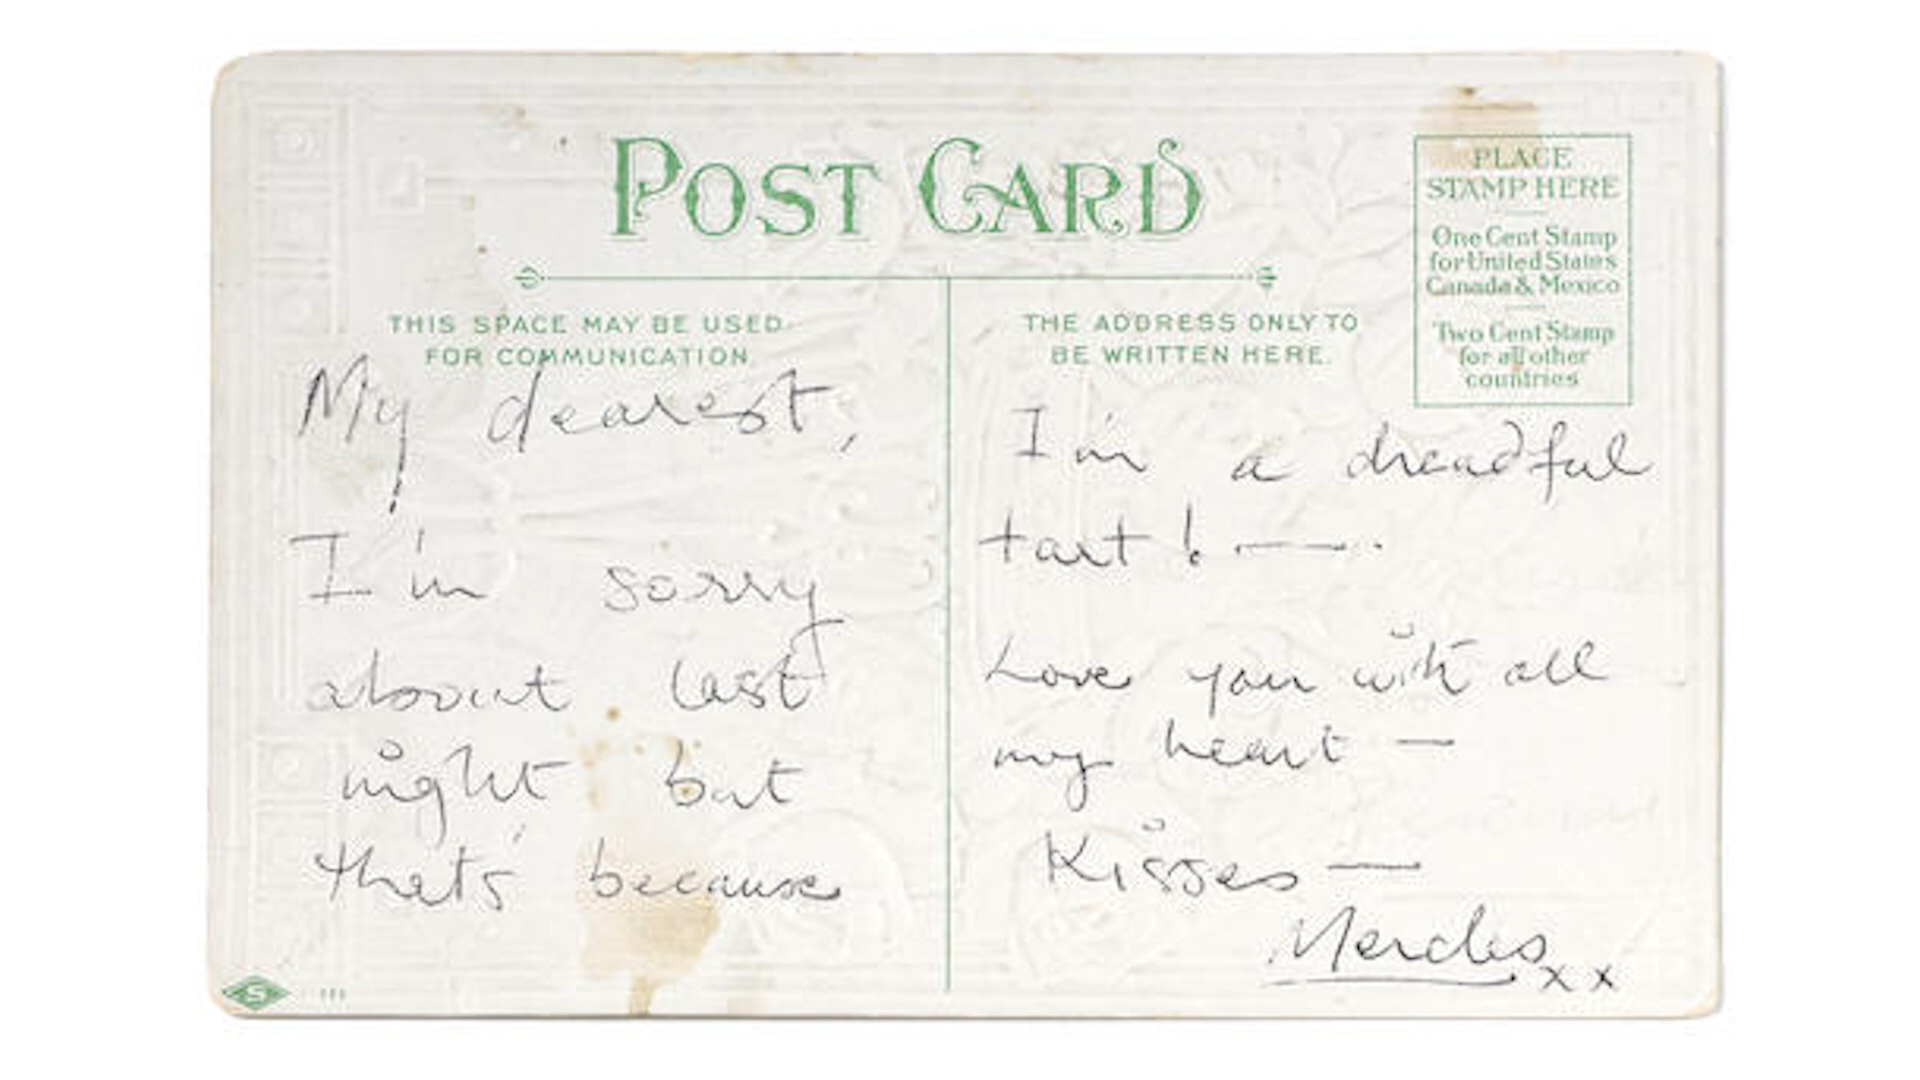 POST CARD
THIS SPACE MAY BE USED
FOR COMMUNICATION
THE ADDRESS ONLY TO
BE WRITTEN HERE.
PLACE
STAMP HERE
One Cent Stamp
for United States
Canada & Mexico
Two Cent Stamp
for all other
countries
My dearest,
I'm sorry
about last
night but
that's because
I'm a dreadful
tart! —.
Love you with all
my heart —
Kisses —
xx
S